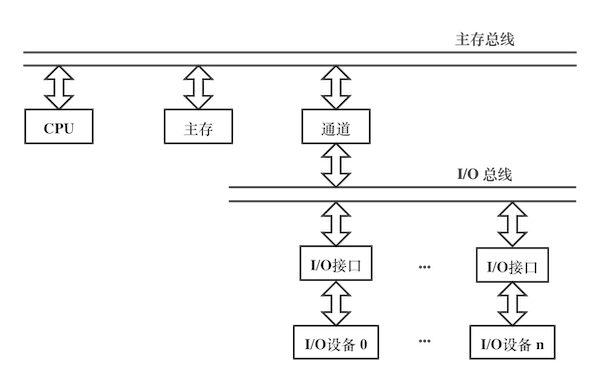 主存总线
CPU 主存 通道
I/O 总线
I/O接口 ... I/O接口
I/O设备 0 ... I/O设备 n